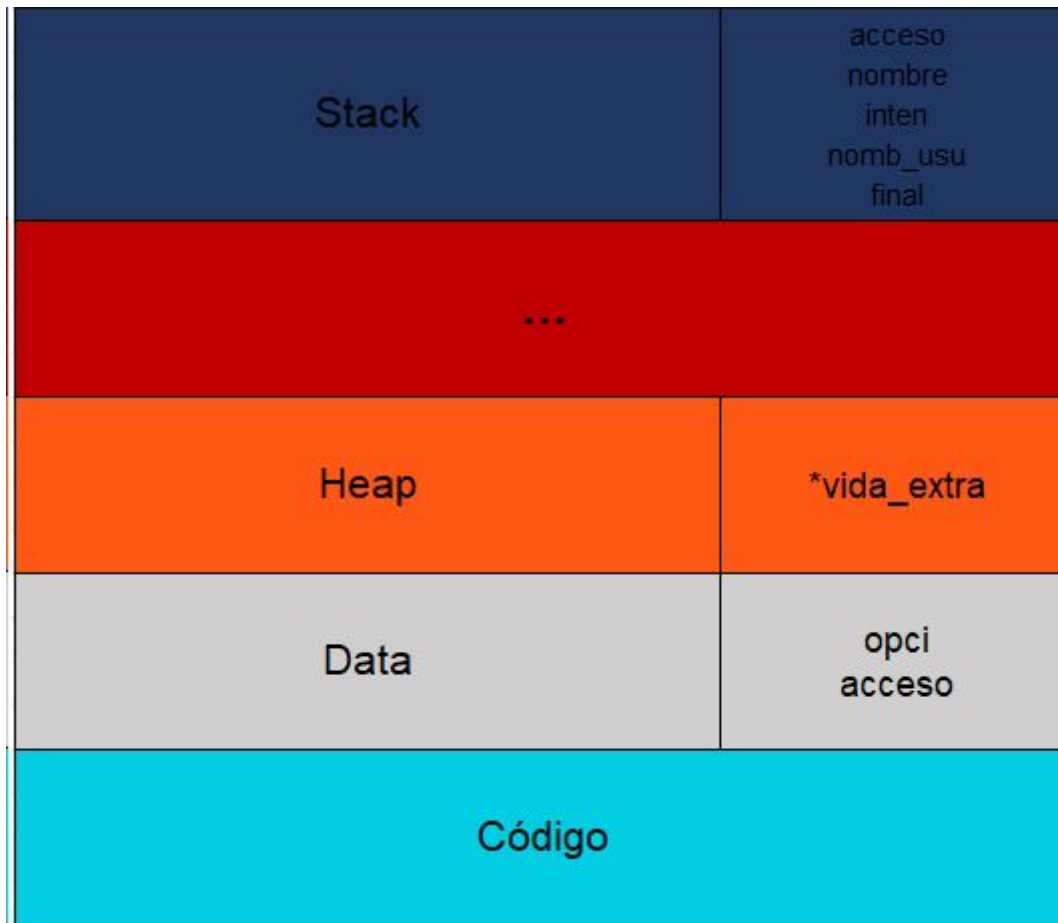 Stack
acceso
nombre
inten
nomb_usu
final
...
Heap
*vida_extra
Data
opci
acceso
Código